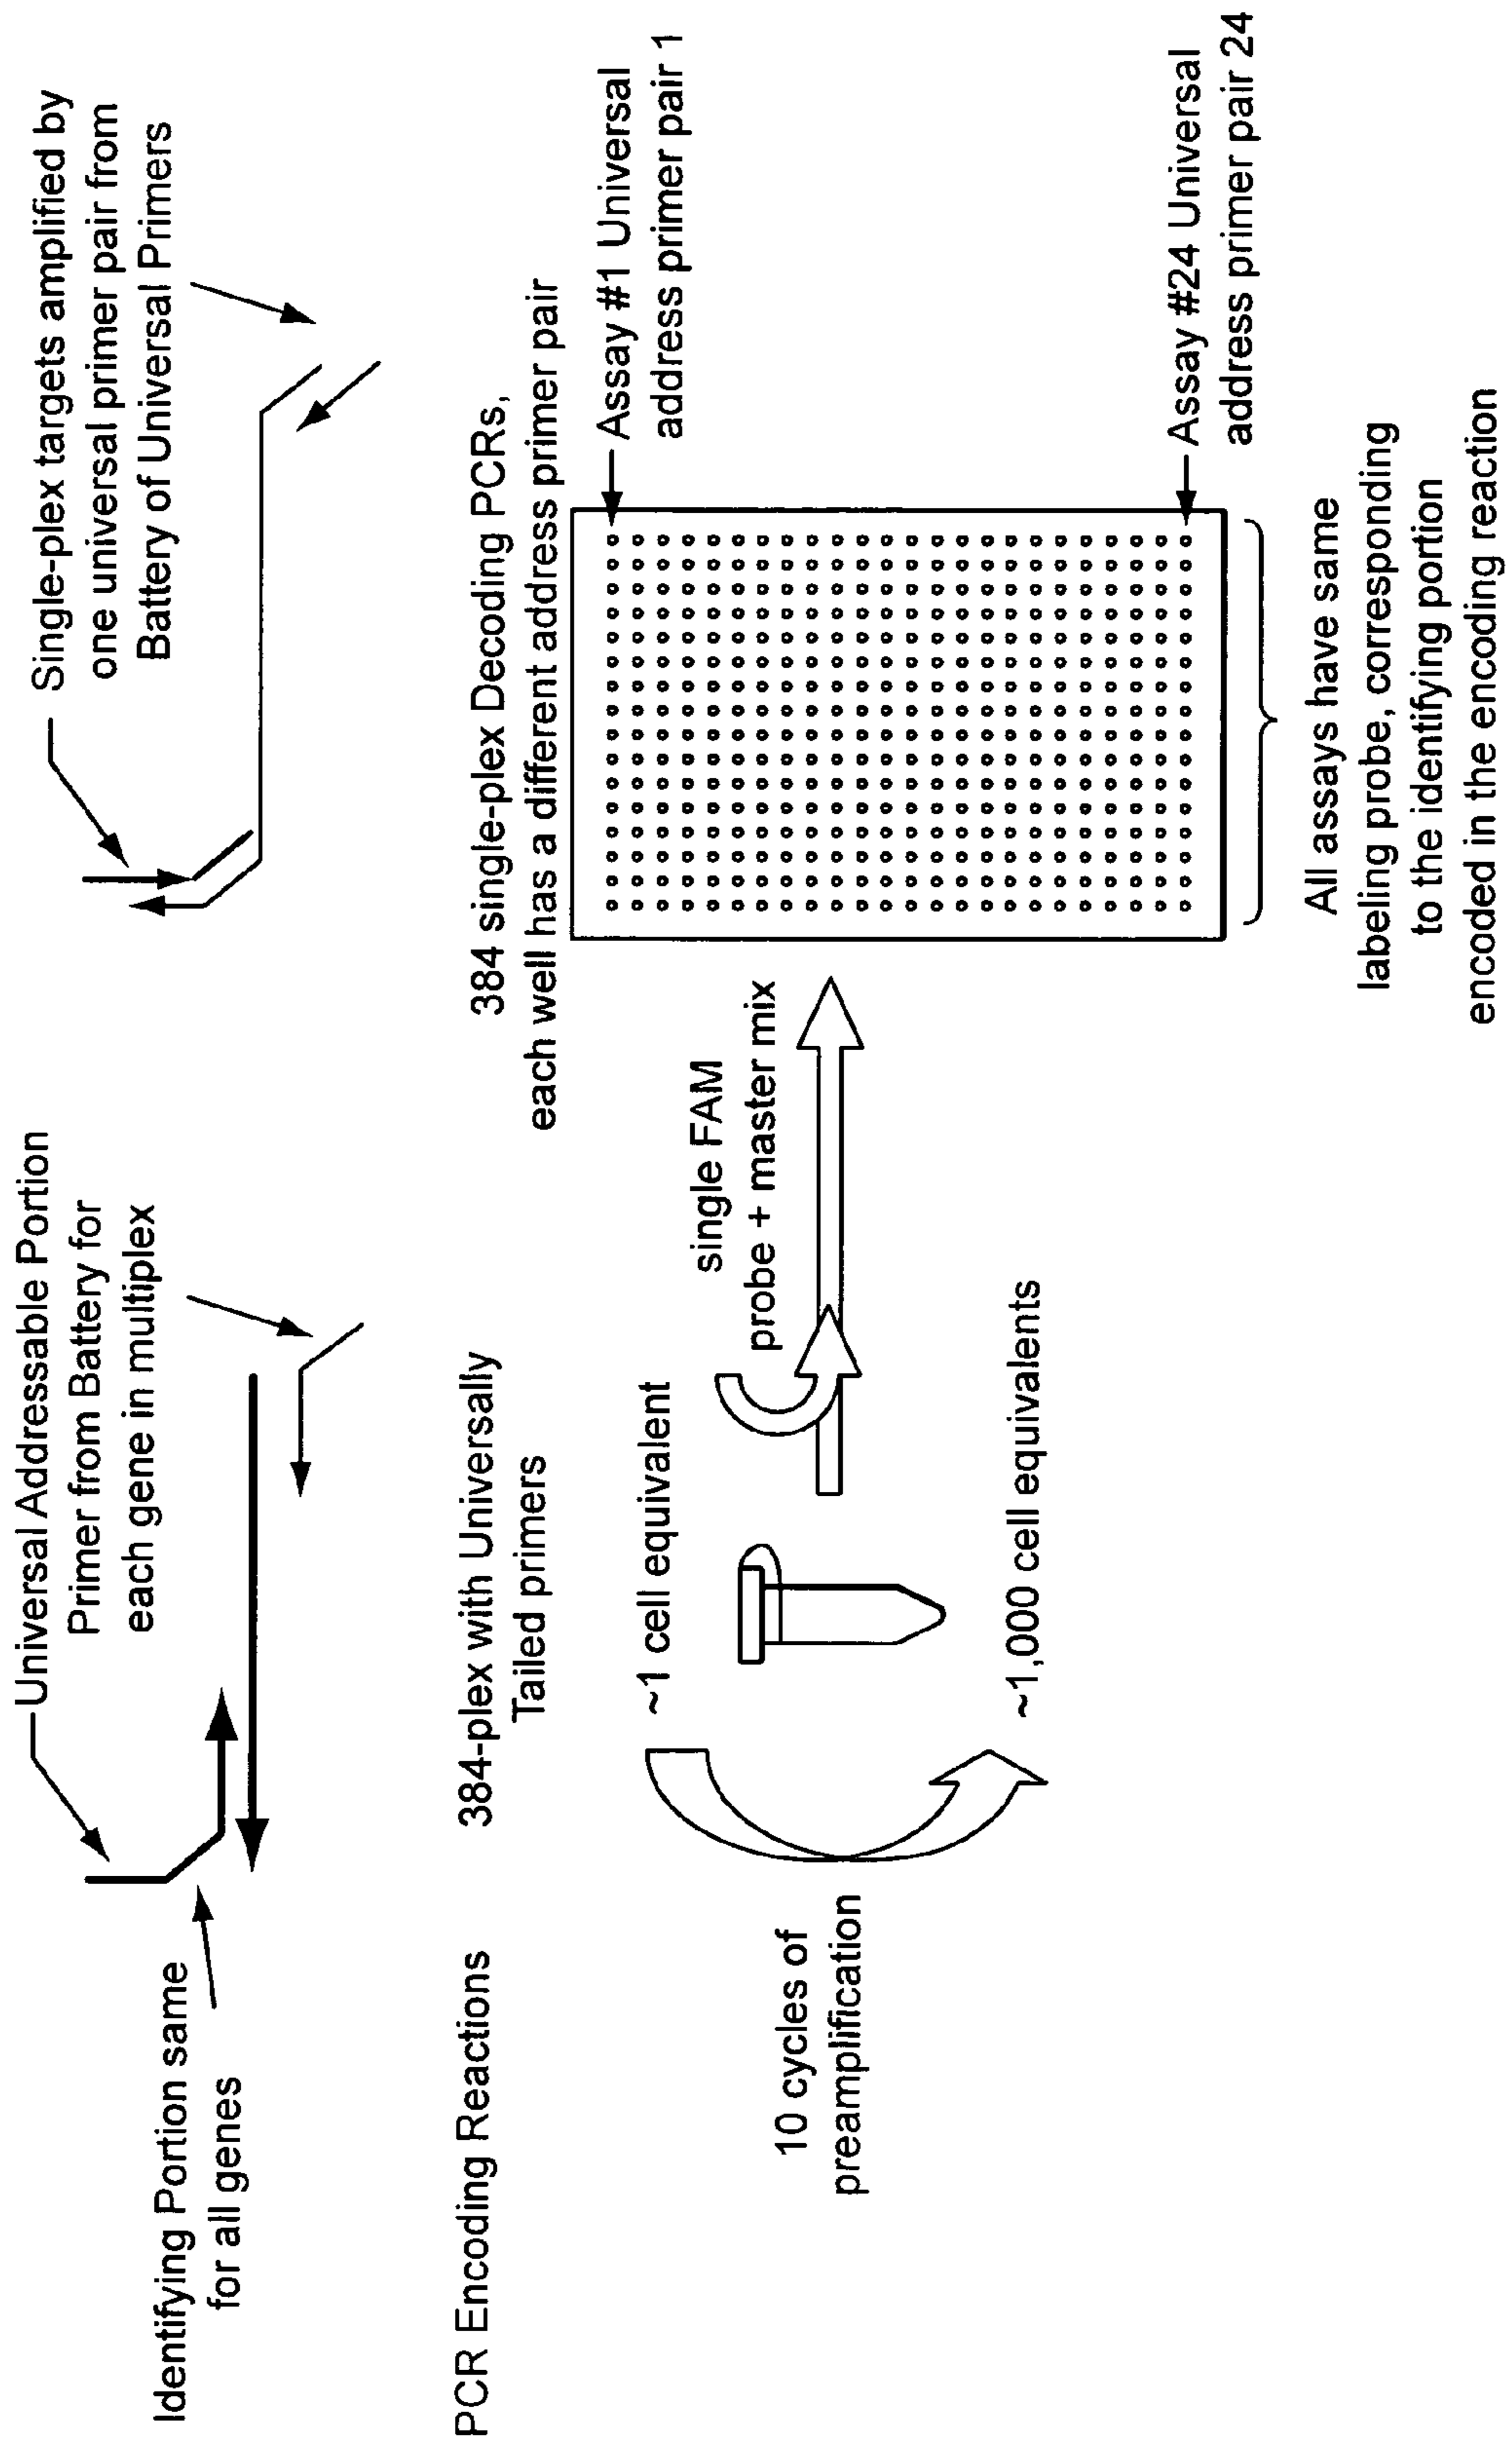 Identifying Portion same
for all genes
Universal Addressable Portion
Primer from Battery for
each gene in multiplex
Single-plex targets amplified by
one universal primer pair from
Battery of Universal Primers
PCR Encoding Reactions
384-plex with Universally
Tailed primers
384 single-plex Decoding PCRs,
each well has a different address primer pair
10 cycles of
preamplification
~1 cell equivalent
~1,000 cell equivalents
single FAM
probe + master mix
Assay #1 Universal
address primer pair 1
Assay #24 Universal
address primer pair 24
All assays have same
labeling probe, corresponding
to the identifying portion
encoded in the encoding reaction